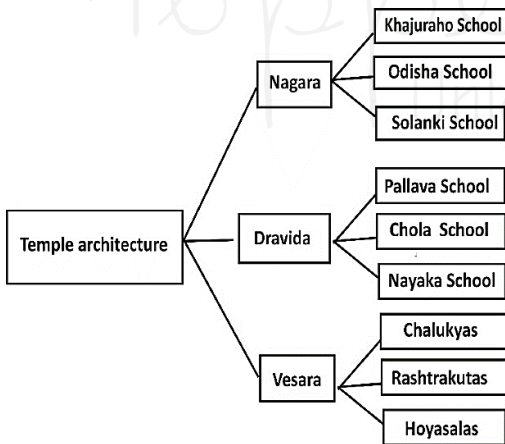 Khajuraho School
Nagara
Odisha School
Solanki School
Pallava School
Temple architecture
Dravida
Chola School
Nayaka School
Chalukyas
Vesara
Rashtrakutas
Hoyasalas